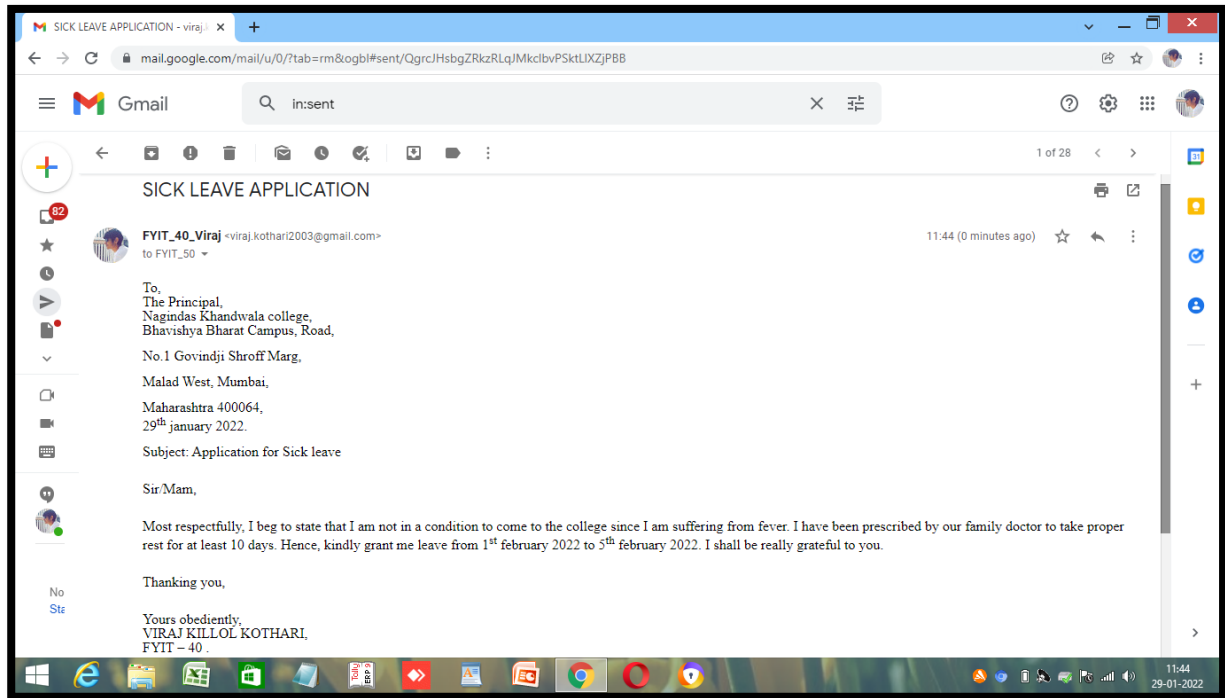 SICK LEAVE APPLICATION - viraj.
mail.google.com/mail/u/0/?tab=rm&ogbl#sent/QgrcJHsbgZRkzRLqJMkclbvPSktLlXZjPBB
Gmail
in:sent
1 of 28
31
SICK LEAVE APPLICATION
82
FYIT_40_Viraj <viraj.kothari2003@gmail.com>
11:44 (0 minutes ago)
to FYIT_50
To,
The Principal,
Nagindas Khandwala college,
Bhavishya Bharat Campus, Road,
No.1 Govindji Shroff Marg,
Malad West, Mumbai,
Maharashtra 400064,
29th january 2022.
Subject: Application for Sick leave
Sir/Mam,
Most respectfully, I beg to state that I am not in a condition to come to the college since I am suffering from fever. I have been prescribed by our family doctor to take proper
rest for at least 10 days. Hence, kindly grant me leave from 1st february 2022 to 5th february 2022. I shall be really grateful to you.
Thanking you,
No
Sta
Yours obediently,
VIRAJ KILLOL KOTHARI,
FYIT – 40 .
Tally
ERP 9
11:44
29-01-2022